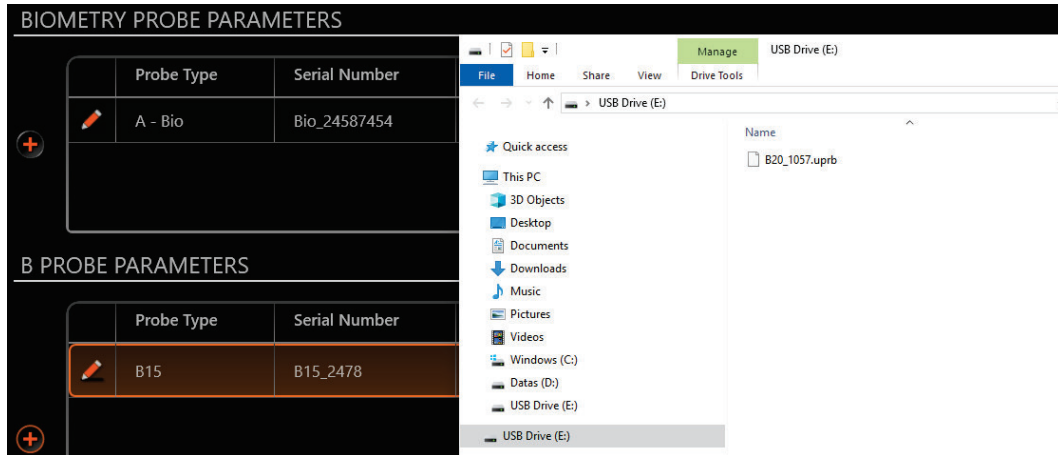 BIOMETRY PROBE PARAMETERS
Probe Type Serial Number
A - Bio Bio_24587454
B PROBE PARAMETERS
Probe Type Serial Number
B15 B15_2478
Manage USB Drive (E:)
File Home Share View Drive Tools
USB Drive (E:)
Name
B20_1057.uprb
Quick access
This PC
3D Objects
Desktop
Documents
Downloads
Music
Pictures
Videos
Windows (C:)
Datas (D:)
USB Drive (E:)
USB Drive (E:)